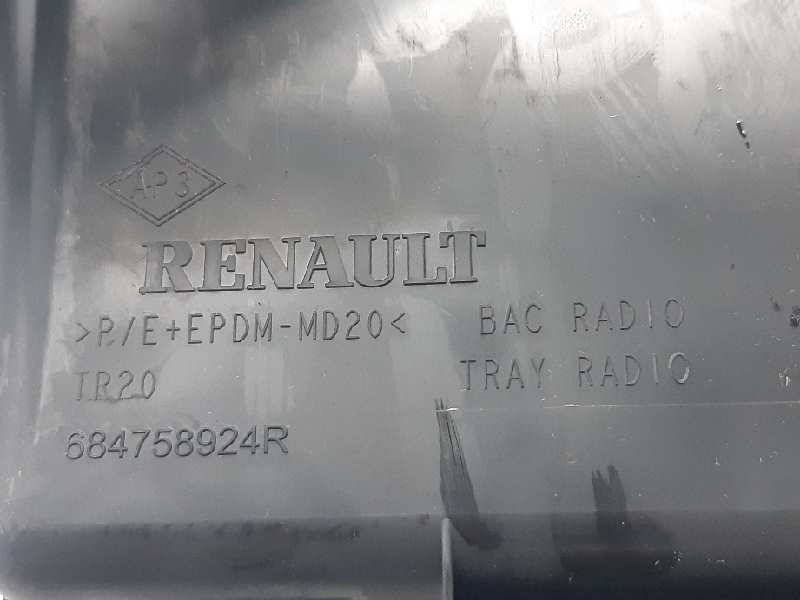 AP3
RENAULT
>P/E+EPDM-MD20<
BAC RADIO
TR20
TRAY RADIO
684758924R